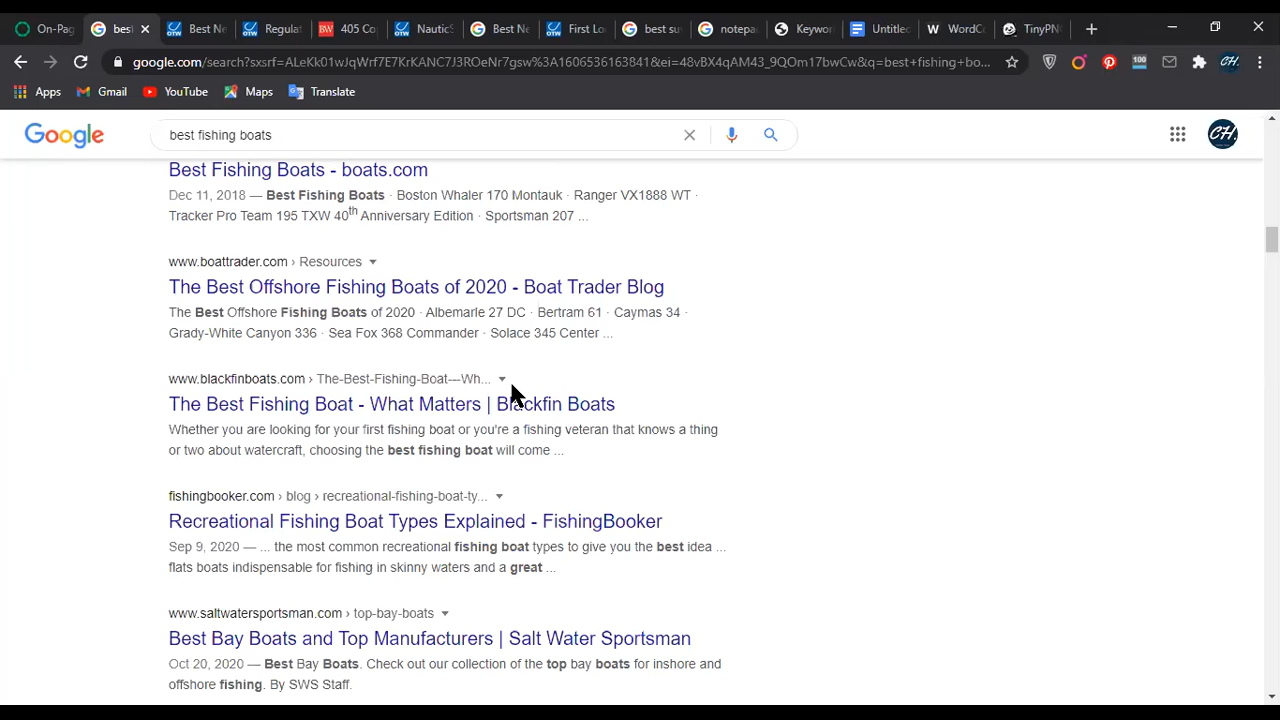 On-Pag
best
Best Ne
Regulat
405 Co
Nautic
Best Ne
First Lo
best su
notepa
Keywor
Untitlec
WordCo
TinyPN
google.com/search?sxsrf=ALeKk01wJqWrf7E7KrKANC7J3ROeNr7gsw%3A1606536163841&ei=48vBX4qAM43_9QOm17bwCw&q=best+fishing+bo...
100
CH.
Apps
Gmail
YouTube
Maps
Translate
Google
best fishing boats
CH.
Best Fishing Boats - boats.com
Dec 11, 2018 — Best Fishing Boats · Boston Whaler 170 Montauk · Ranger VX1888 WT ·
Tracker Pro Team 195 TXW 40th Anniversary Edition · Sportsman 207 ...
www.boattrader.com › Resources
The Best Offshore Fishing Boats of 2020 - Boat Trader Blog
The Best Offshore Fishing Boats of 2020 · Albemarle 27 DC · Bertram 61 · Caymas 34 ·
Grady-White Canyon 336 · Sea Fox 368 Commander · Solace 345 Center ...
www.blackfinboats.com › The-Best-Fishing-Boat---Wh...
The Best Fishing Boat - What Matters | Blackfin Boats
Whether you are looking for your first fishing boat or you're a fishing veteran that knows a thing
or two about watercraft, choosing the best fishing boat will come ...
fishingbooker.com › blog › recreational-fishing-boat-ty...
Recreational Fishing Boat Types Explained - FishingBooker
Sep 9, 2020 — ... the most common recreational fishing boat types to give you the best idea ...
flats boats indispensable for fishing in skinny waters and a great ...
www.saltwatersportsman.com › top-bay-boats
Best Bay Boats and Top Manufacturers | Salt Water Sportsman
Oct 20, 2020 — Best Bay Boats. Check out our collection of the top bay boats for inshore and
offshore fishing. By SWS Staff.